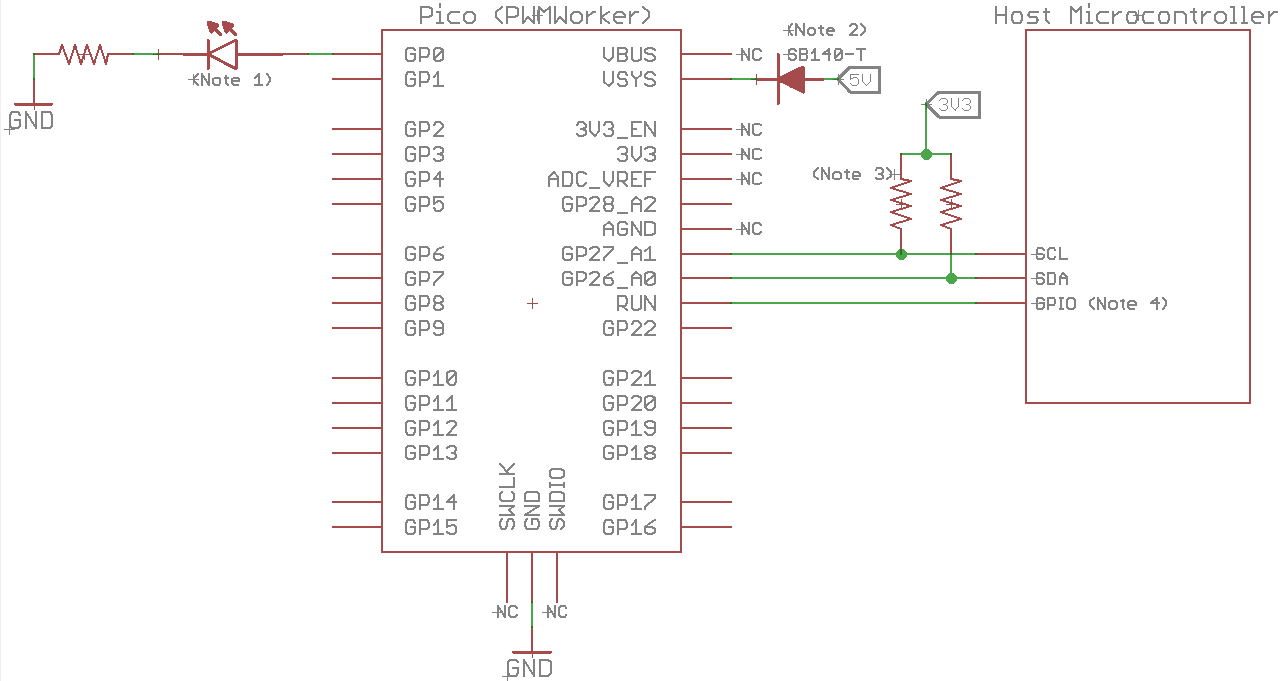 Pico (PWMWorker)
Host Microcontroller
(Note 1)
GND
GP0
GP1
GP2
GP3
GP4
GP5
GP6
GP7
GP8
GP9
GP10
GP11
GP12
GP13
GP14
GP15
SWCLK
GND
SWDIO
VBUS
VSYS
3V3_EN
3V3
ADC_VREF
GP28_A2
AGND
GP27_A1
GP26_A0
RUN
GP22
GP21
GP20
GP19
GP18
GP17
GP16
NC
NC
NC
NC
NC
(Note 2)
SB140-T
5V
3V3
(Note 3)
SCL
SDA
GPIO (Note 4)
NC
NC
GND